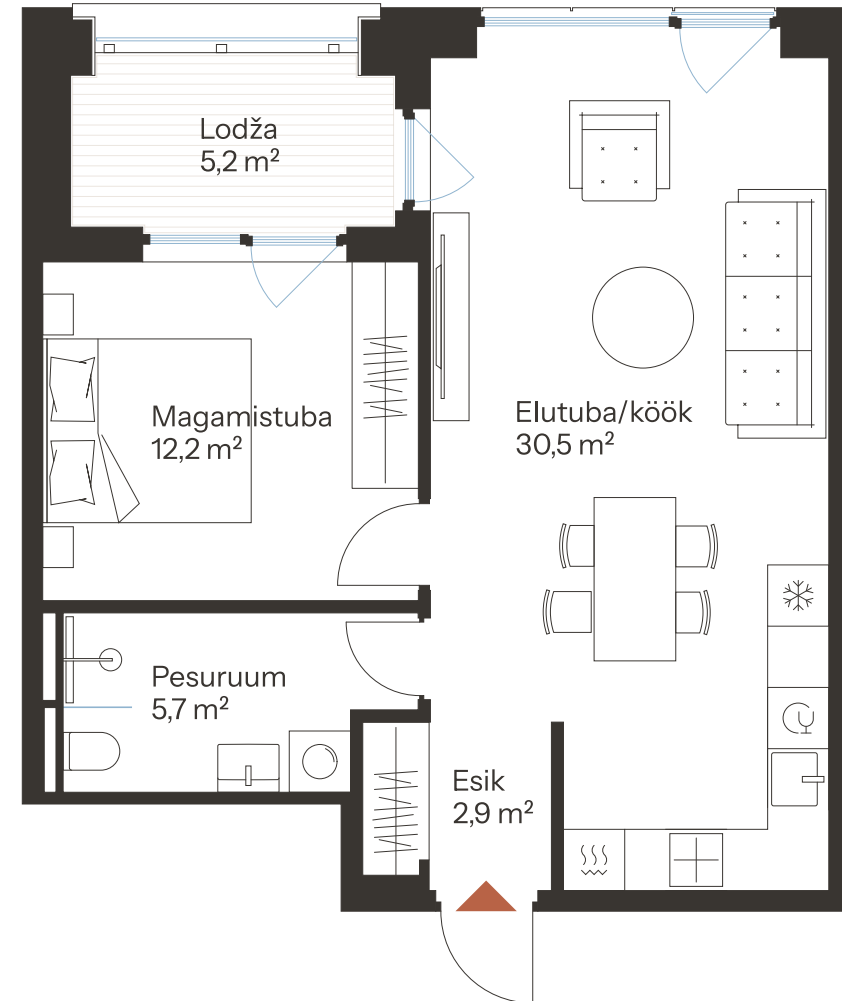 Lodža
5,2 m²
Magamistuba
12,2 m²
Elutuba/köök
30,5 m²
Pesuruum
5,7 m²
Esik
2,9 m²